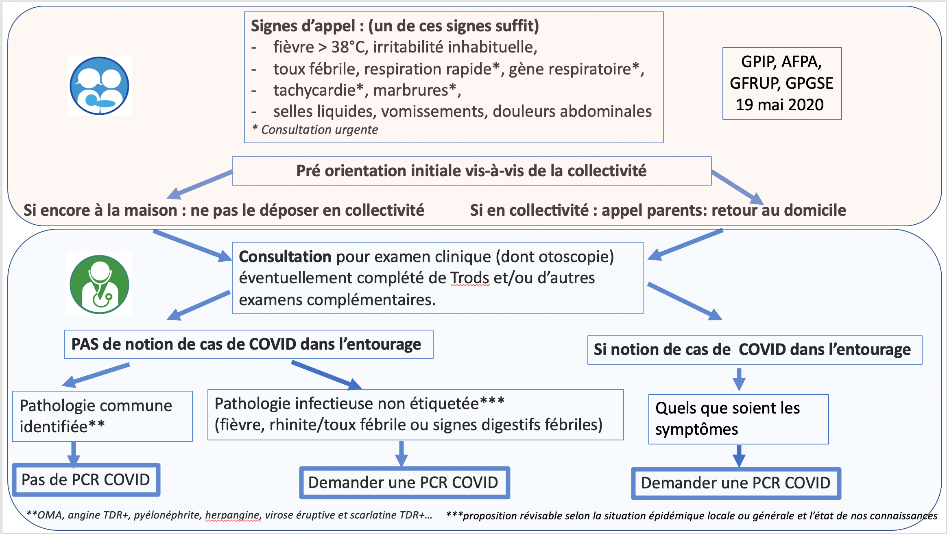 Signes d'appel : (un de ces signes suffit)
- fièvre > 38°C, irritabilité inhabituelle,
- toux fébrile, respiration rapide*, gène respiratoire*,
- tachycardie*, marbrures*,
- selles liquides, vomissements, douleurs abdominales
* Consultation urgente
GPIP, AFPA,
GFRUP, GPGSE
19 mai 2020
Pré orientation initiale vis-à-vis de la collectivité
Si encore à la maison : ne pas le déposer en collectivité
Si en collectivité : appel parents: retour au domicile
Consultation pour examen clinique (dont otoscopie)
éventuellement complété de Trods et/ou d'autres
examens complémentaires.
PAS de notion de cas de COVID dans l'entourage
Si notion de cas de COVID dans l'entourage
Pathologie commune
identifiée**
Pathologie infectieuse non étiquetée***
(fièvre, rhinite/toux fébrile ou signes digestifs fébriles)
Quels que soient les
symptômes
Pas de PCR COVID
Demander une PCR COVID
Demander une PCR COVID
**OMA, angine TDR+, pyélonéphrite, herpangine, virose éruptive et scarlatine TDR+...
***proposition révisable selon la situation épidémique locale ou générale et l'état de nos connaissances